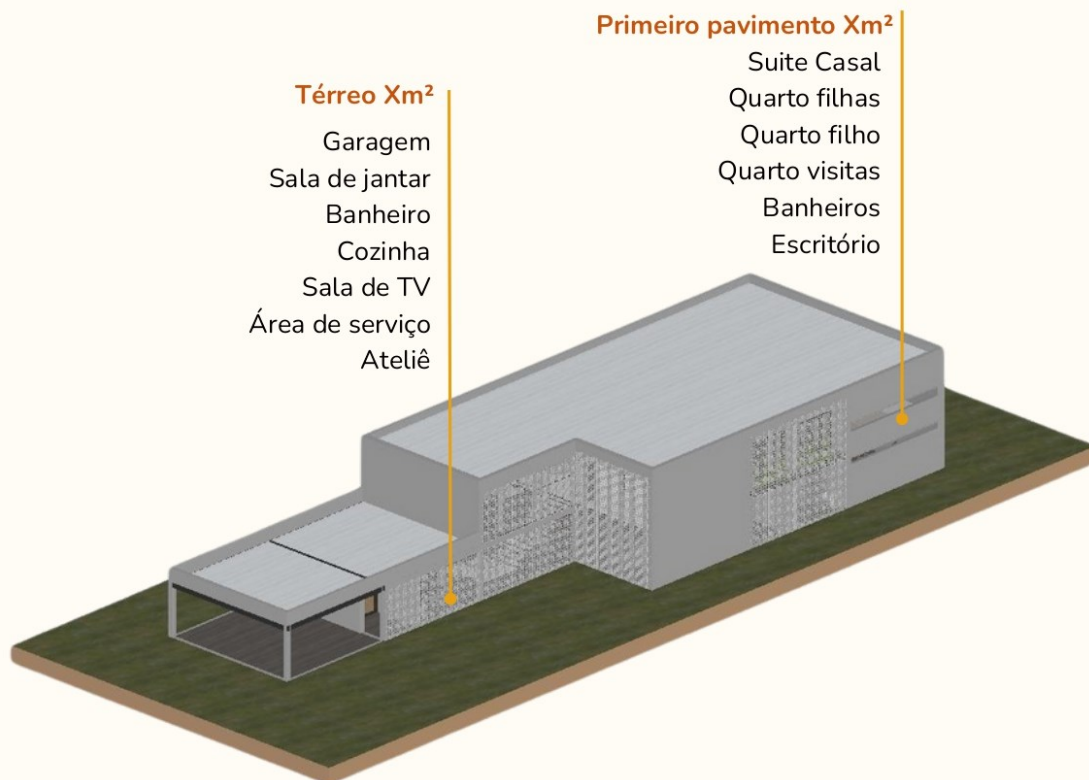 Térreo Xm²
Garagem
Sala de jantar
Banheiro
Cozinha
Sala de TV
Área de serviço
Ateliê
Primeiro pavimento Xm²
Suite Casal
Quarto filhas
Quarto filho
Quarto visitas
Banheiros
Escritório